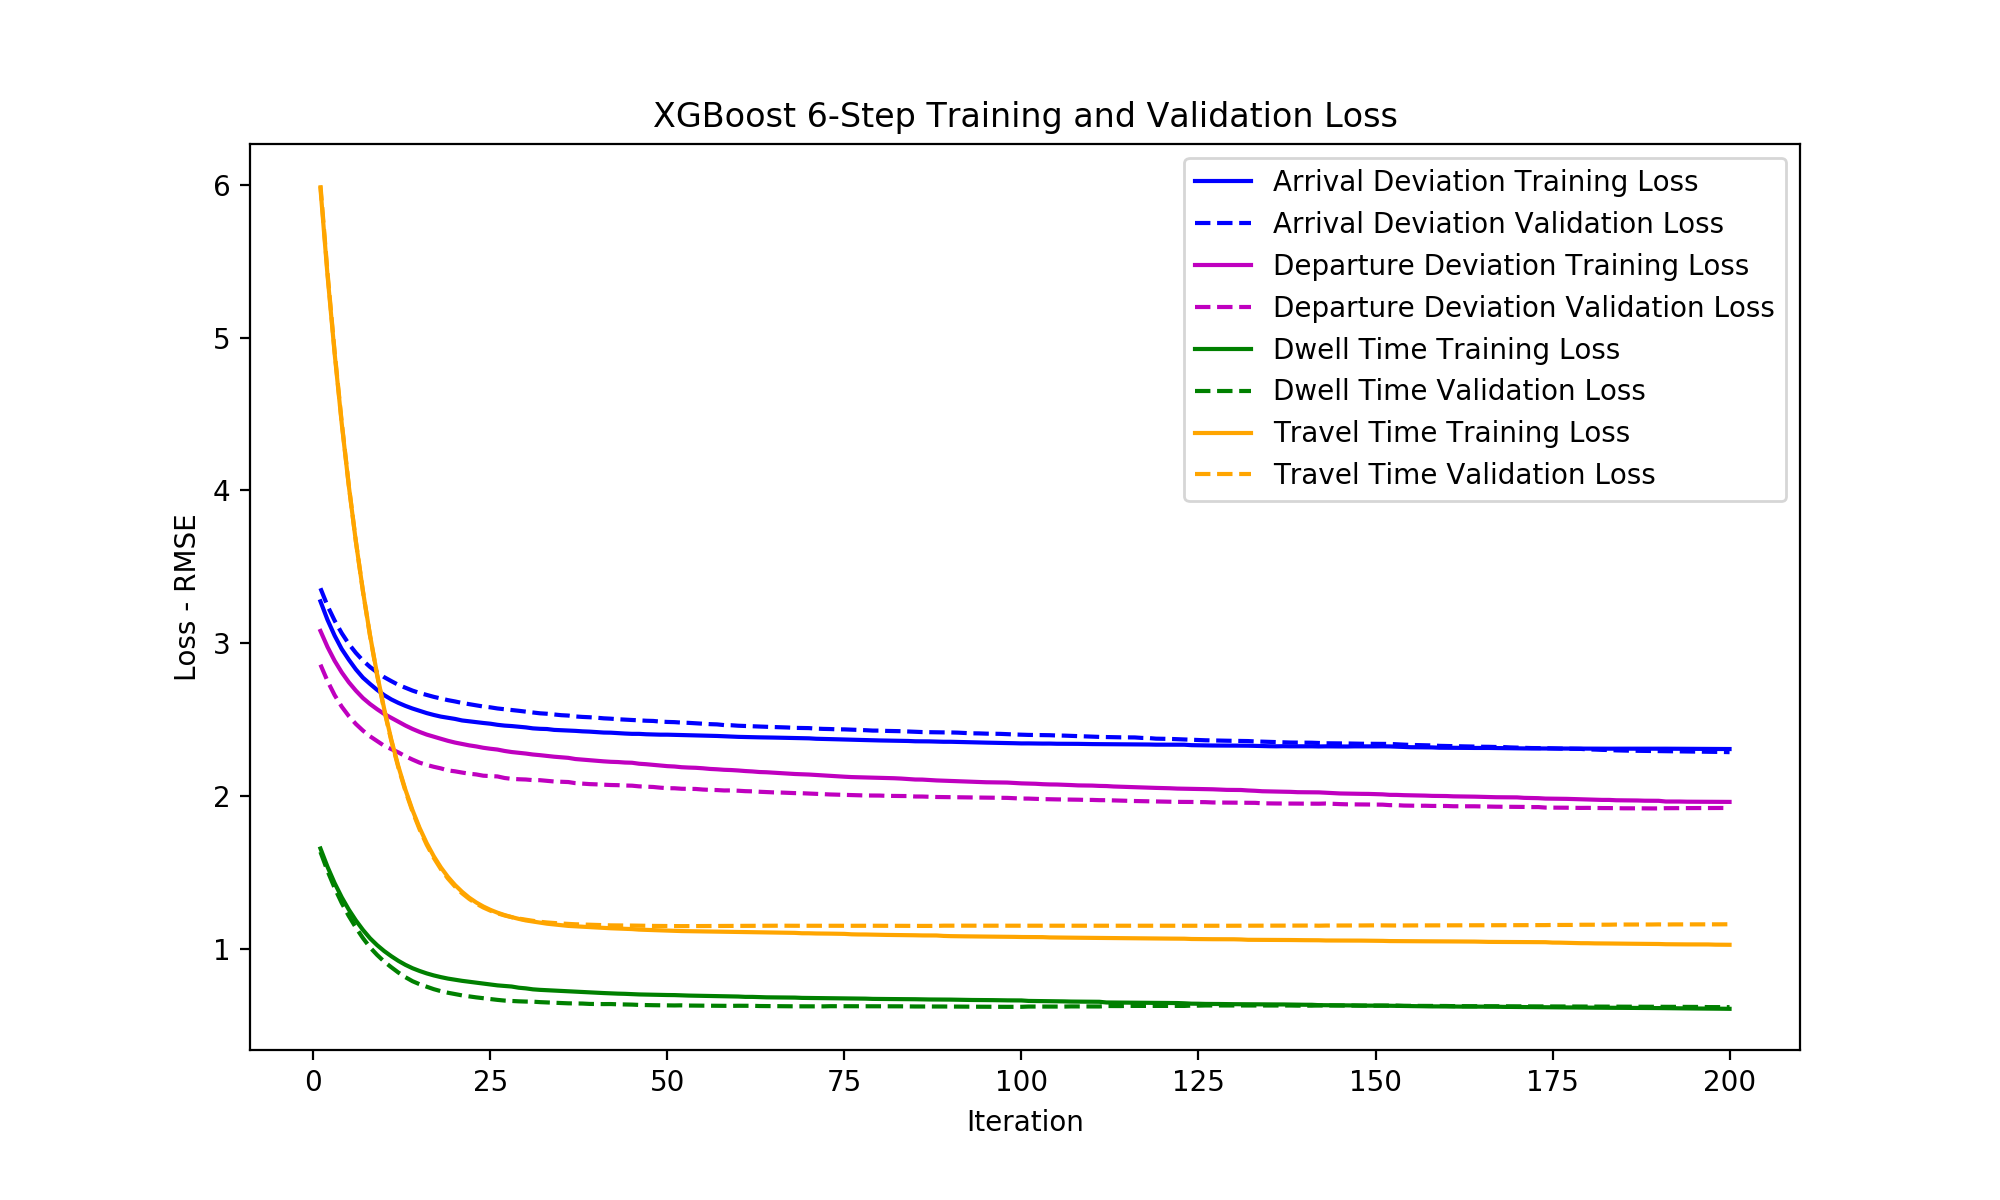 XGBoost 6-Step Training and Validation Loss
Arrival Deviation Training Loss
Arrival Deviation Validation Loss
Departure Deviation Training Loss
Departure Deviation Validation Loss
Dwell Time Training Loss
Dwell Time Validation Loss
Travel Time Training Loss
Travel Time Validation Loss
6
5
4
3
2
1
Loss - RMSE
0 25 50 75 100 125 150 175 200
Iteration